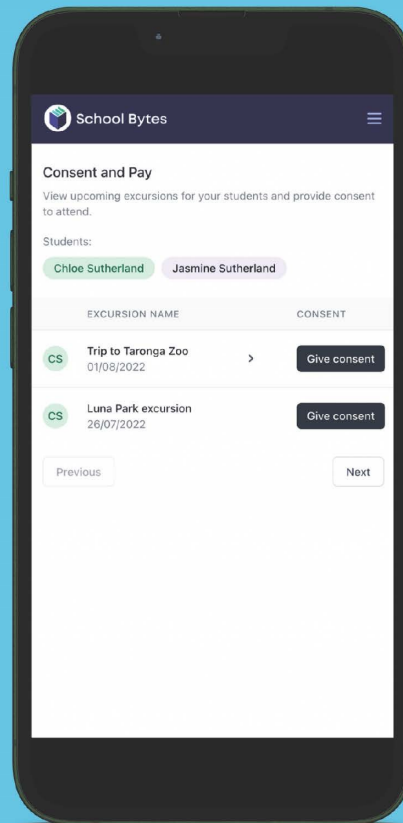 School Bytes
Consent and Pay
View upcoming excursions for your students and provide consent
to attend.
Students:
Chloe Sutherland Jasmine Sutherland
EXCURSION NAME CONSENT
CS Trip to Taronga Zoo > Give consent
01/08/2022
CS Luna Park excursion Give consent
26/07/2022
Previous Next